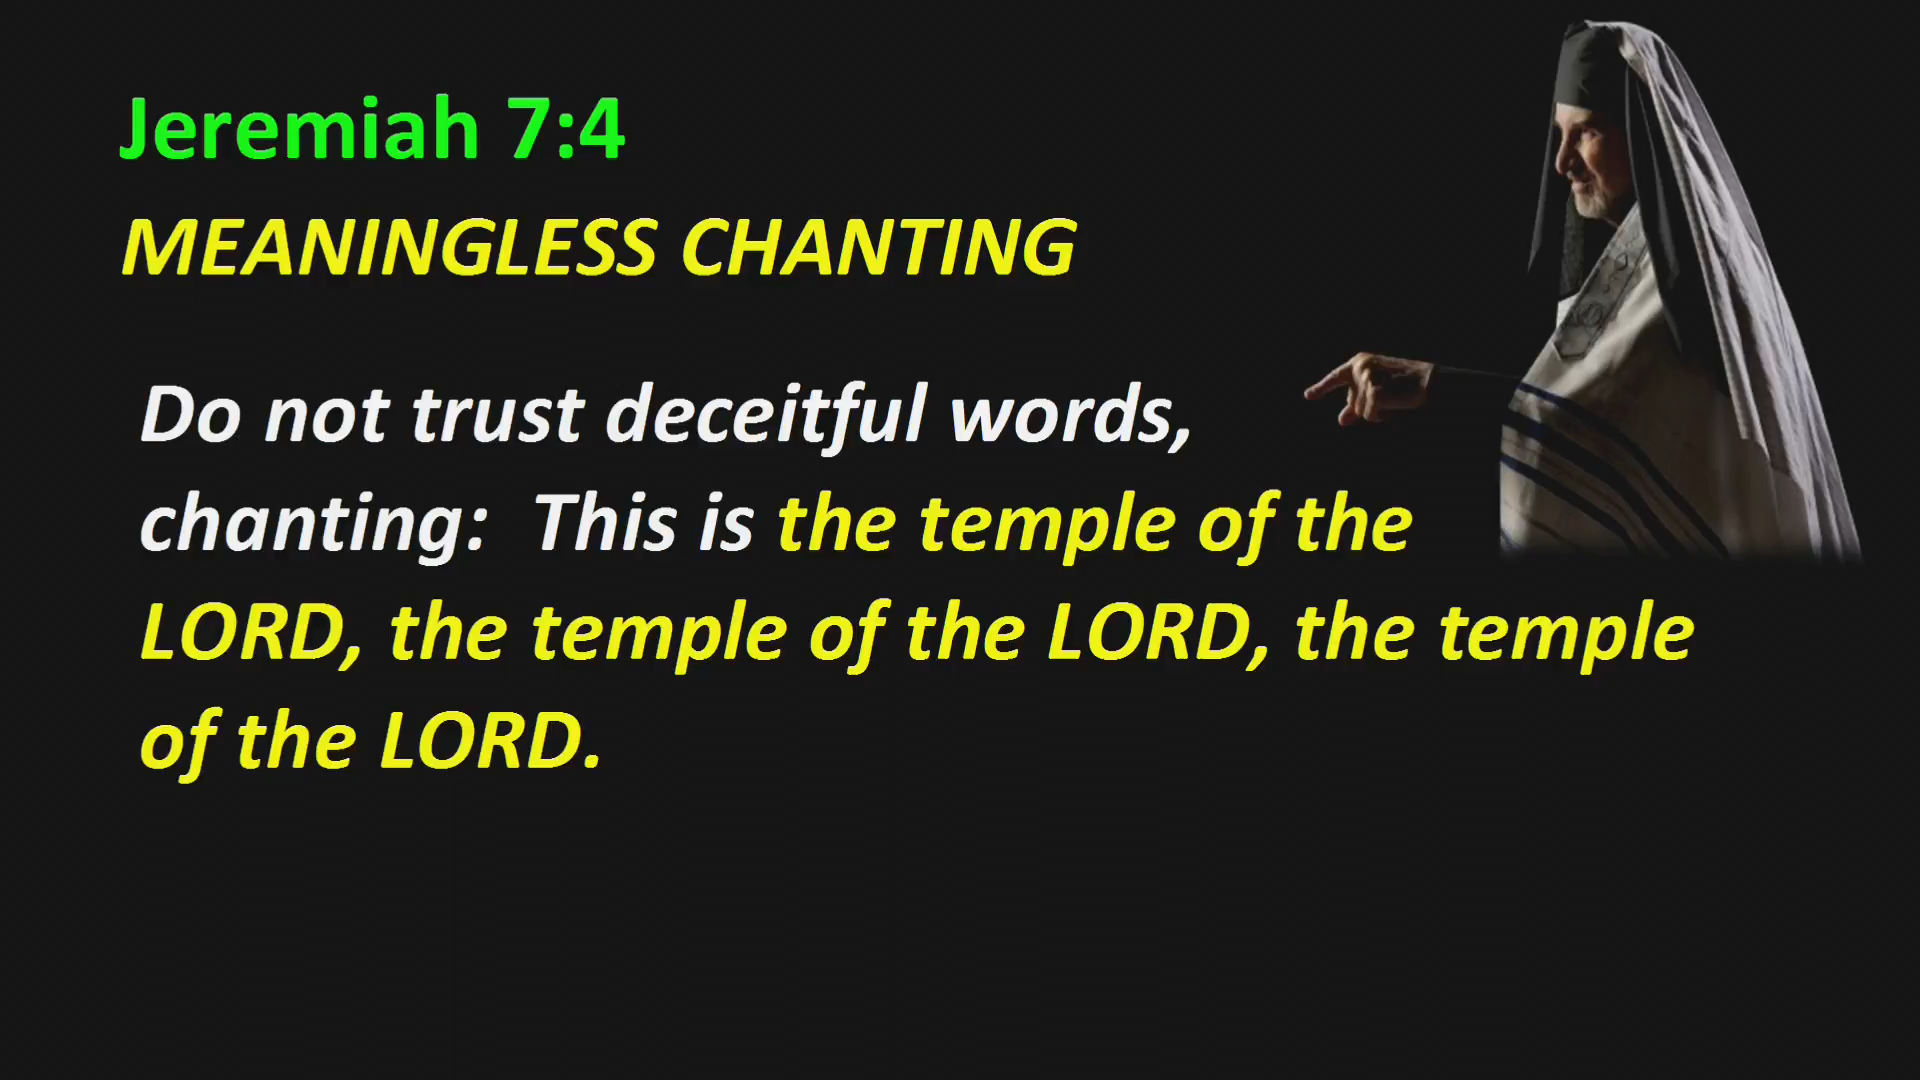 Jeremiah 7:4
MEANINGLESS CHANTING
Do not trust deceitful words,
chanting:  This is the temple of the
LORD, the temple of the LORD, the temple
of the LORD.